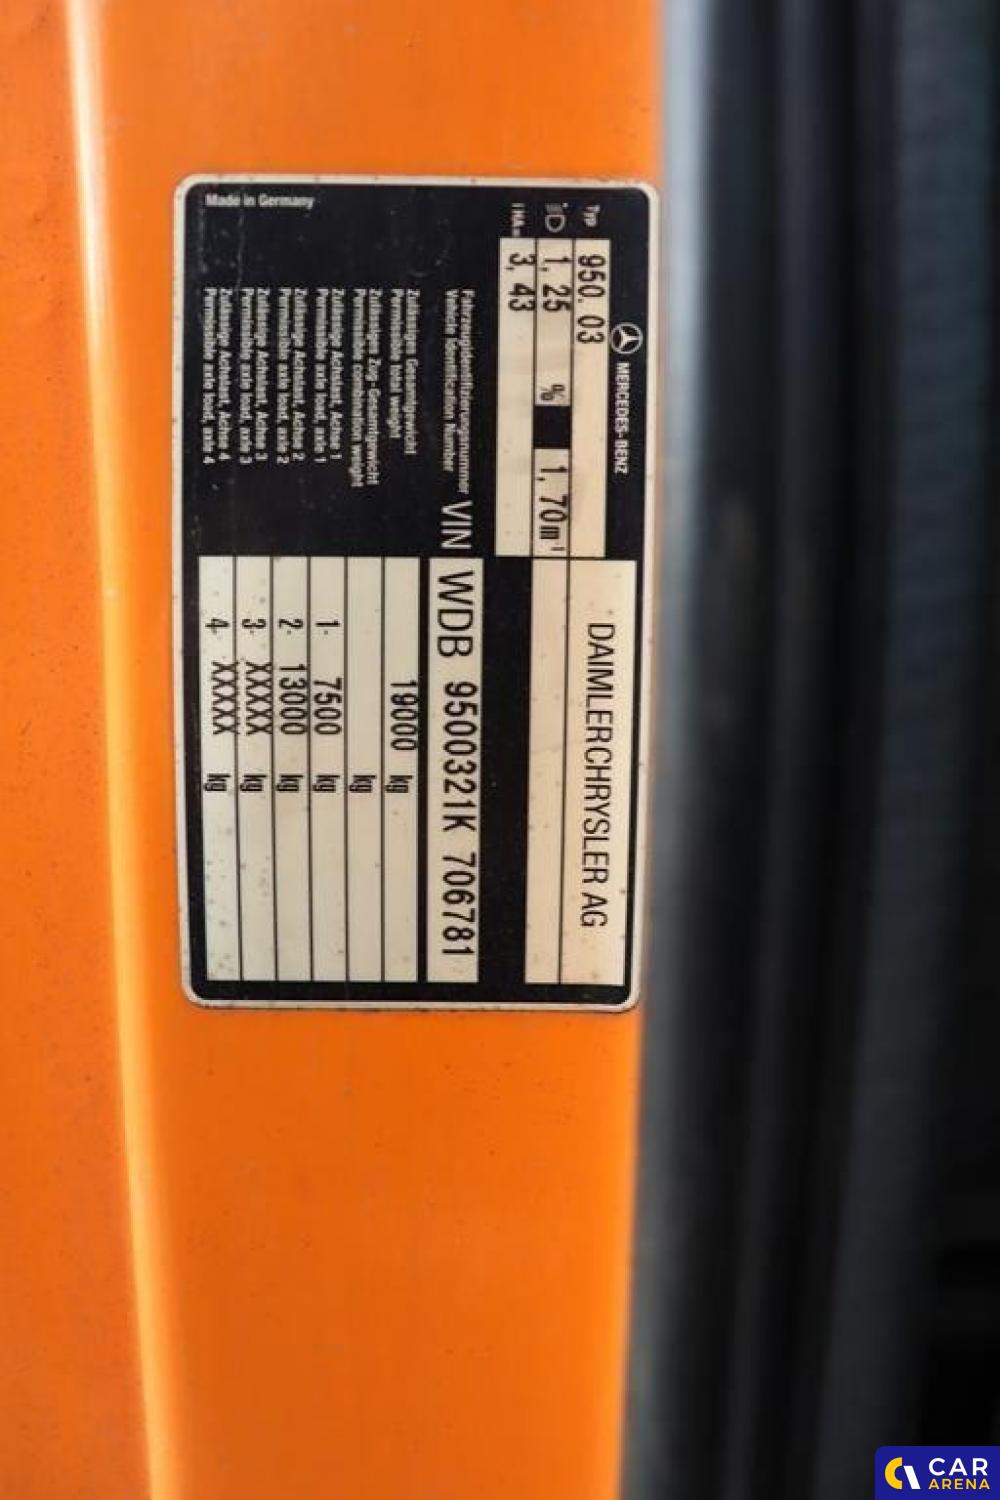 MERCEDES-BENZ
DAIMLERCHRYSLER AG
Typ 950.03
1,25 % 1,70m⁻¹
i HA= 3,43
Fahrzeugidentifizierungsnummer
Vehicle Identification Number
VIN WDB 9500321K 706781
Zulässiges Gesamtgewicht
Permissible total weight
19000 kg
Zulässiges Zug-Gesamtgewicht
Permissible combination weight
kg
Zulässige Achslast, Achse 1
Permissible axle load, axle 1
1- 7500 kg
Zulässige Achslast, Achse 2
Permissible axle load, axle 2
2- 13000 kg
Zulässige Achslast, Achse 3
Permissible axle load, axle 3
3- XXXXX kg
Zulässige Achslast, Achse 4
Permissible axle load, axle 4
4- XXXXX kg
Made in Germany
CAR
ARENA